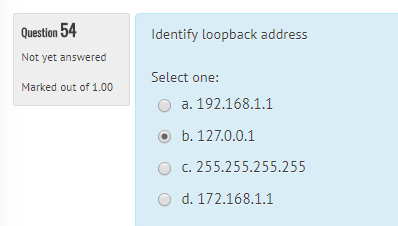 Question 54
Not yet answered
Marked out of 1.00
Identify loopback address
Select one:
a. 192.168.1.1
b. 127.0.0.1
c. 255.255.255.255
d. 172.168.1.1